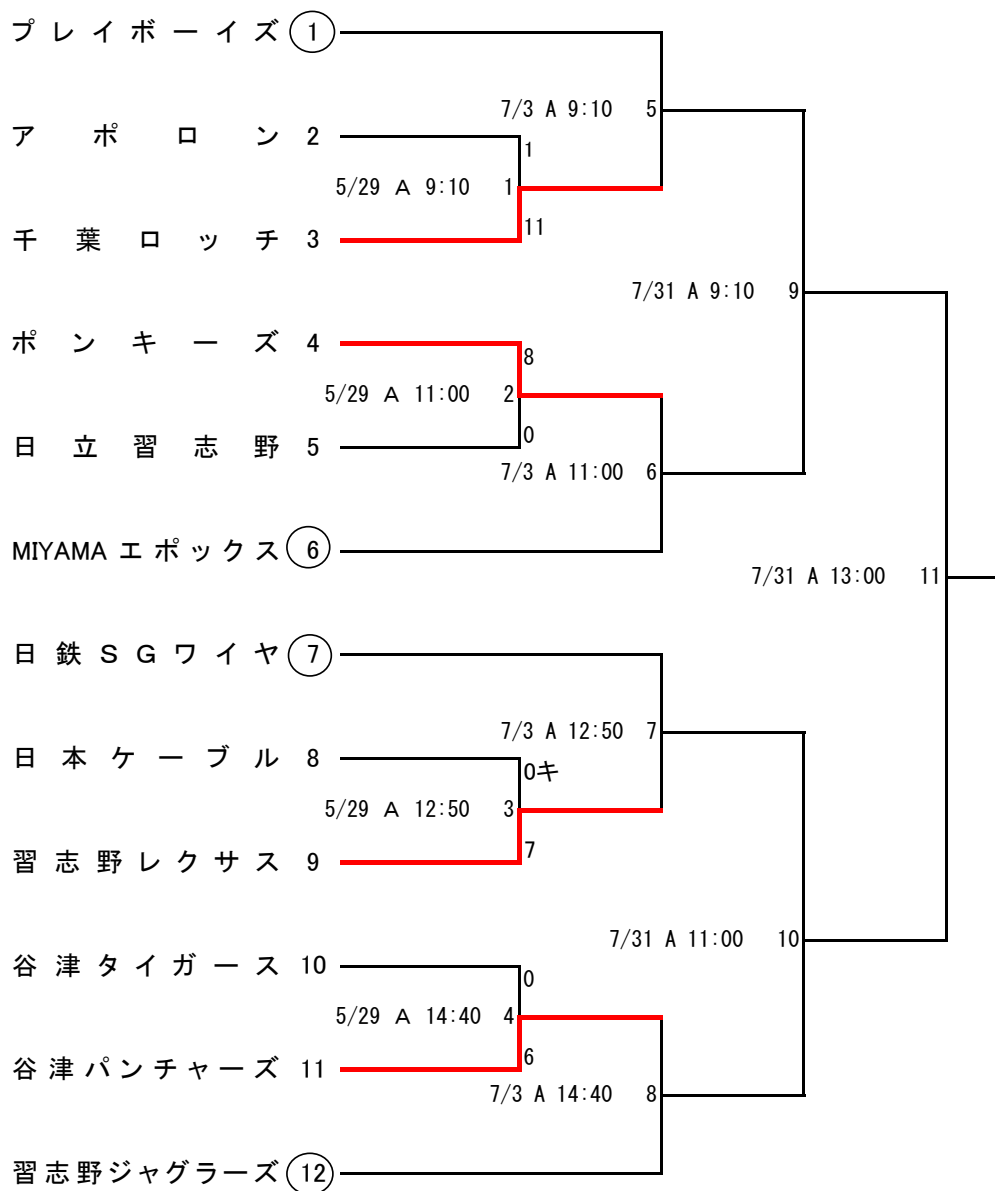 プレイボーイズ ①
7/3 A 9:10 5
アポロン 2
1
5/29 A 9:10 1
11
千葉ロッチ 3
7/31 A 9:10 9
ポンキーズ 4
8
5/29 A 11:00 2
0
日立習志野 5
7/3 A 11:00 6
MIYAMAエポックス ⑥
7/31 A 13:00 11
日鉄SGワイヤ ⑦
7/3 A 12:50 7
日本ケーブル 8
0キ
5/29 A 12:50 3
7
習志野レクサス 9
7/31 A 11:00 10
谷津タイガース 10
0
5/29 A 14:40 4
6
谷津パンチャーズ 11
7/3 A 14:40 8
習志野ジャグラーズ ⑫